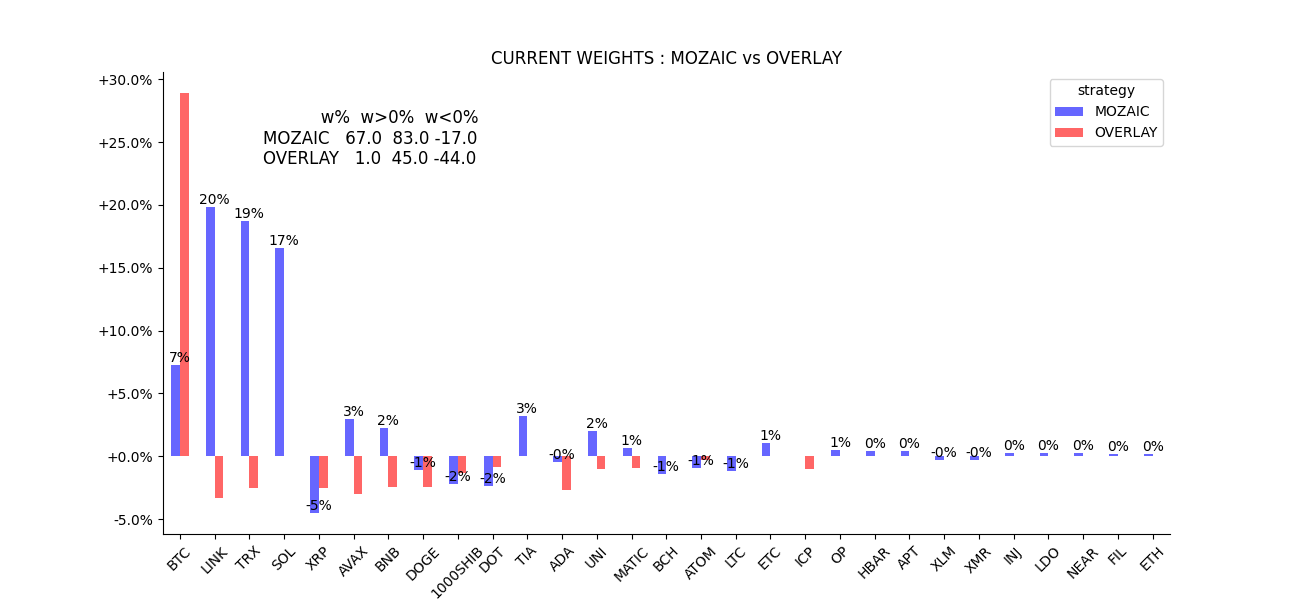 CURRENT WEIGHTS : MOZAIC vs OVERLAY
+30.0%
+25.0%
+20.0%
+15.0%
+10.0%
+5.0%
+0.0%
-5.0%
w% w>0% w<0%
MOZAIC 67.0 83.0 -17.0
OVERLAY 1.0 45.0 -44.0
strategy
MOZAIC
OVERLAY
7%
20%
19%
17%
-5%
3%
2%
-1%
-2%
-2%
3%
-0%
2%
1%
-1%
-1%
-1%
1%
1%
0%
0%
-0%
-0%
0%
0%
0%
0%
0%
BTC
LINK
TRX
SOL
XRP
AVAX
BNB
DOGE
1000SHIB
DOT
TIA
ADA
UNI
MATIC
BCH
ATOM
LTC
ETC
ICP
OP
HBAR
APT
XLM
XMR
INJ
LDO
NEAR
FIL
ETH